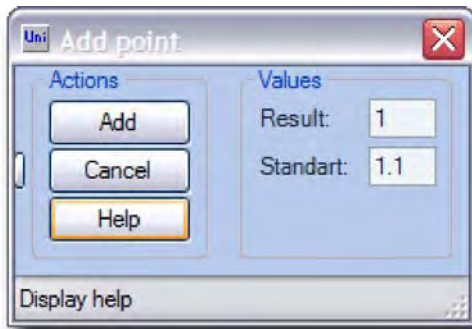 Uni Add point
Actions
Values
Add
Result: 1
Cancel
Standart: 1.1
Help
Display help